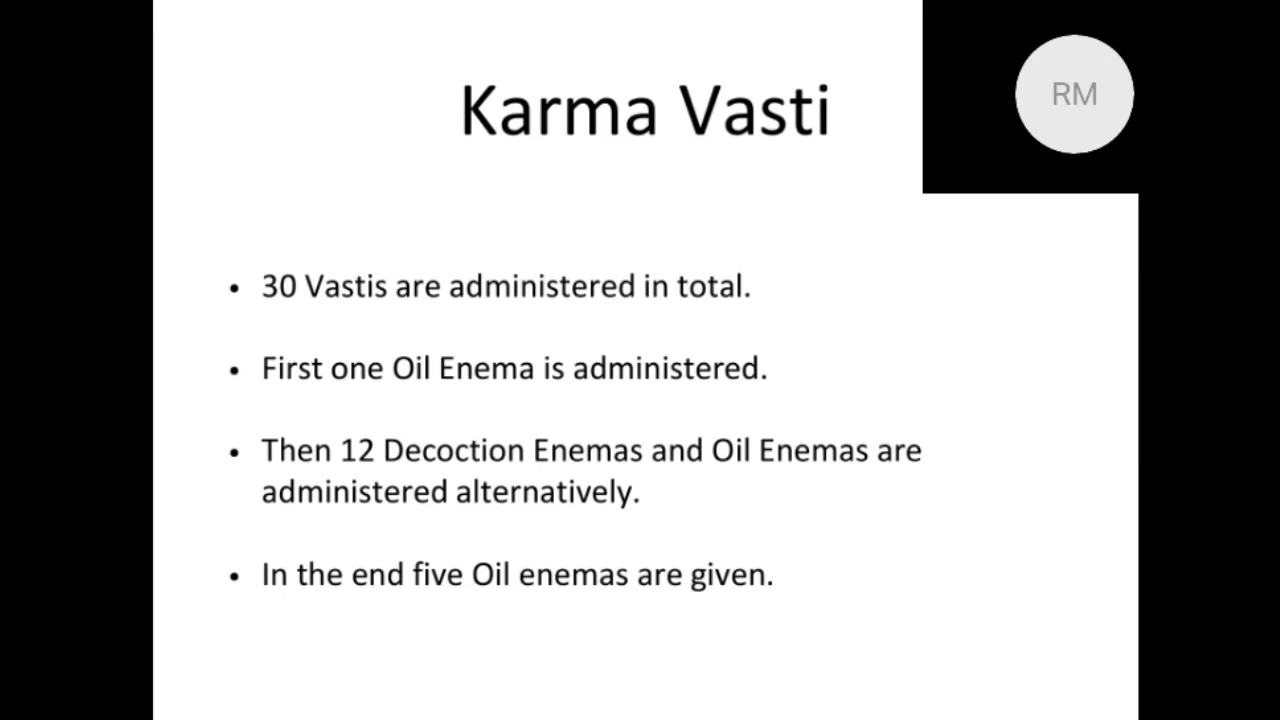 Karma Vasti
RM
• 30 Vastis are administered in total.
• First one Oil Enema is administered.
• Then 12 Decoction Enemas and Oil Enemas are
administered alternatively.
• In the end five Oil enemas are given.